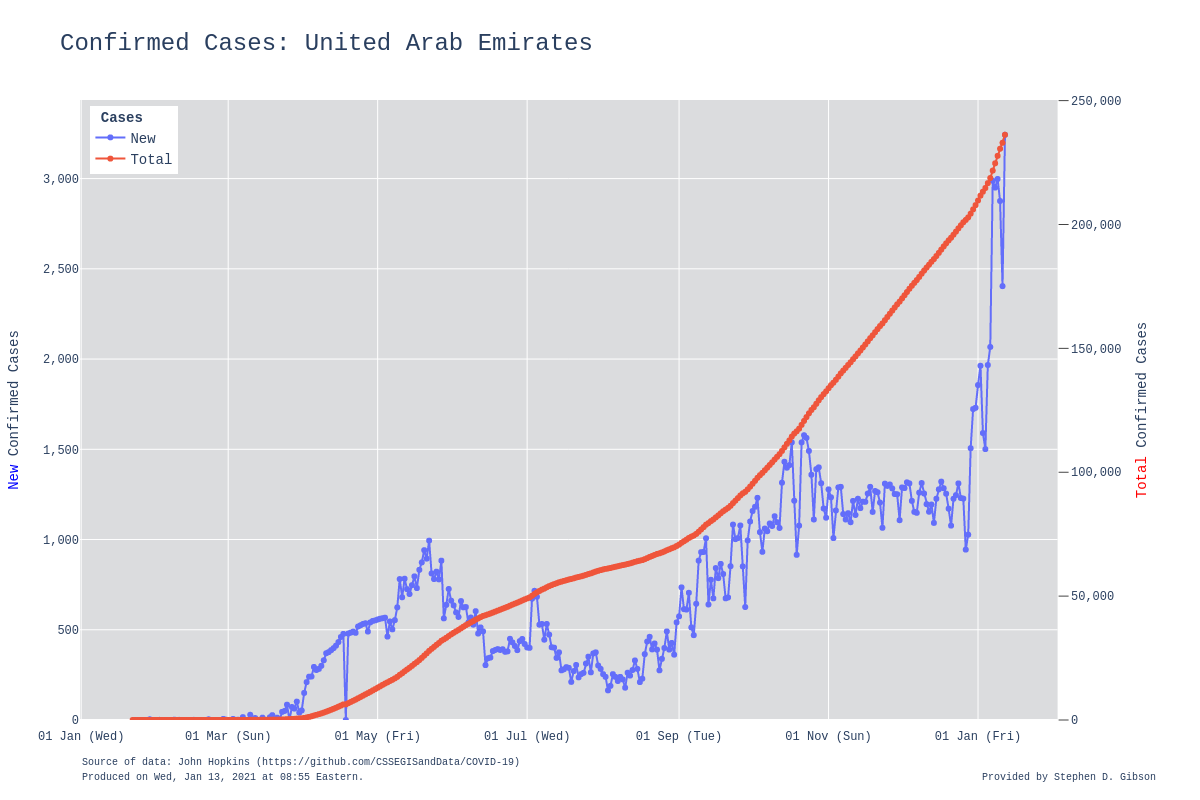 Confirmed Cases: United Arab Emirates
Cases
New
Total
250,000
3,000
2,500
2,000
1,500
1,000
500
0
200,000
150,000
100,000
50,000
0
New Confirmed Cases
Total Confirmed Cases
01 Jan (Wed) 01 Mar (Sun) 01 May (Fri) 01 Jul (Wed) 01 Sep (Tue) 01 Nov (Sun) 01 Jan (Fri)
Source of data: John Hopkins (https://github.com/CSSEGISandData/COVID-19)
Produced on Wed, Jan 13, 2021 at 08:55 Eastern.
Provided by Stephen D. Gibson